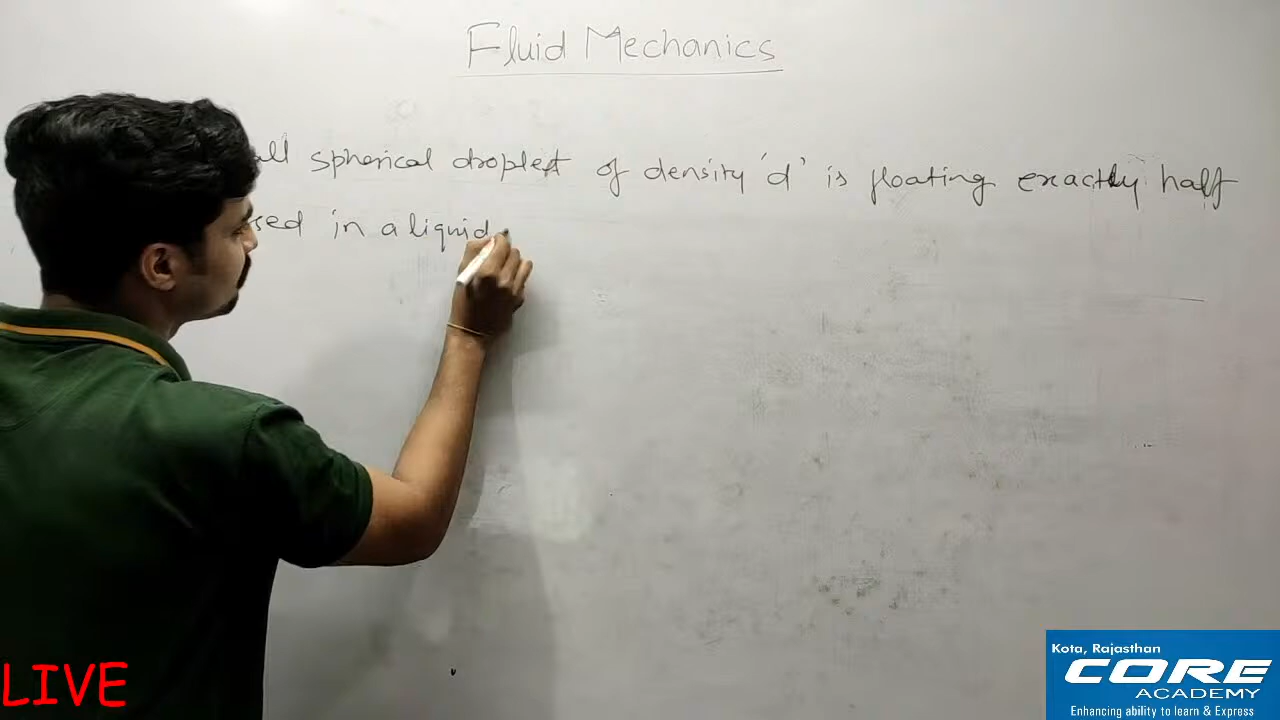 Fluid Mechanics
all spherical droplet of density 'd' is floating exactly half
sed in a liquid
LIVE
Kota, Rajasthan
CORE
ACADEMY
Enhancing ability to learn & Express